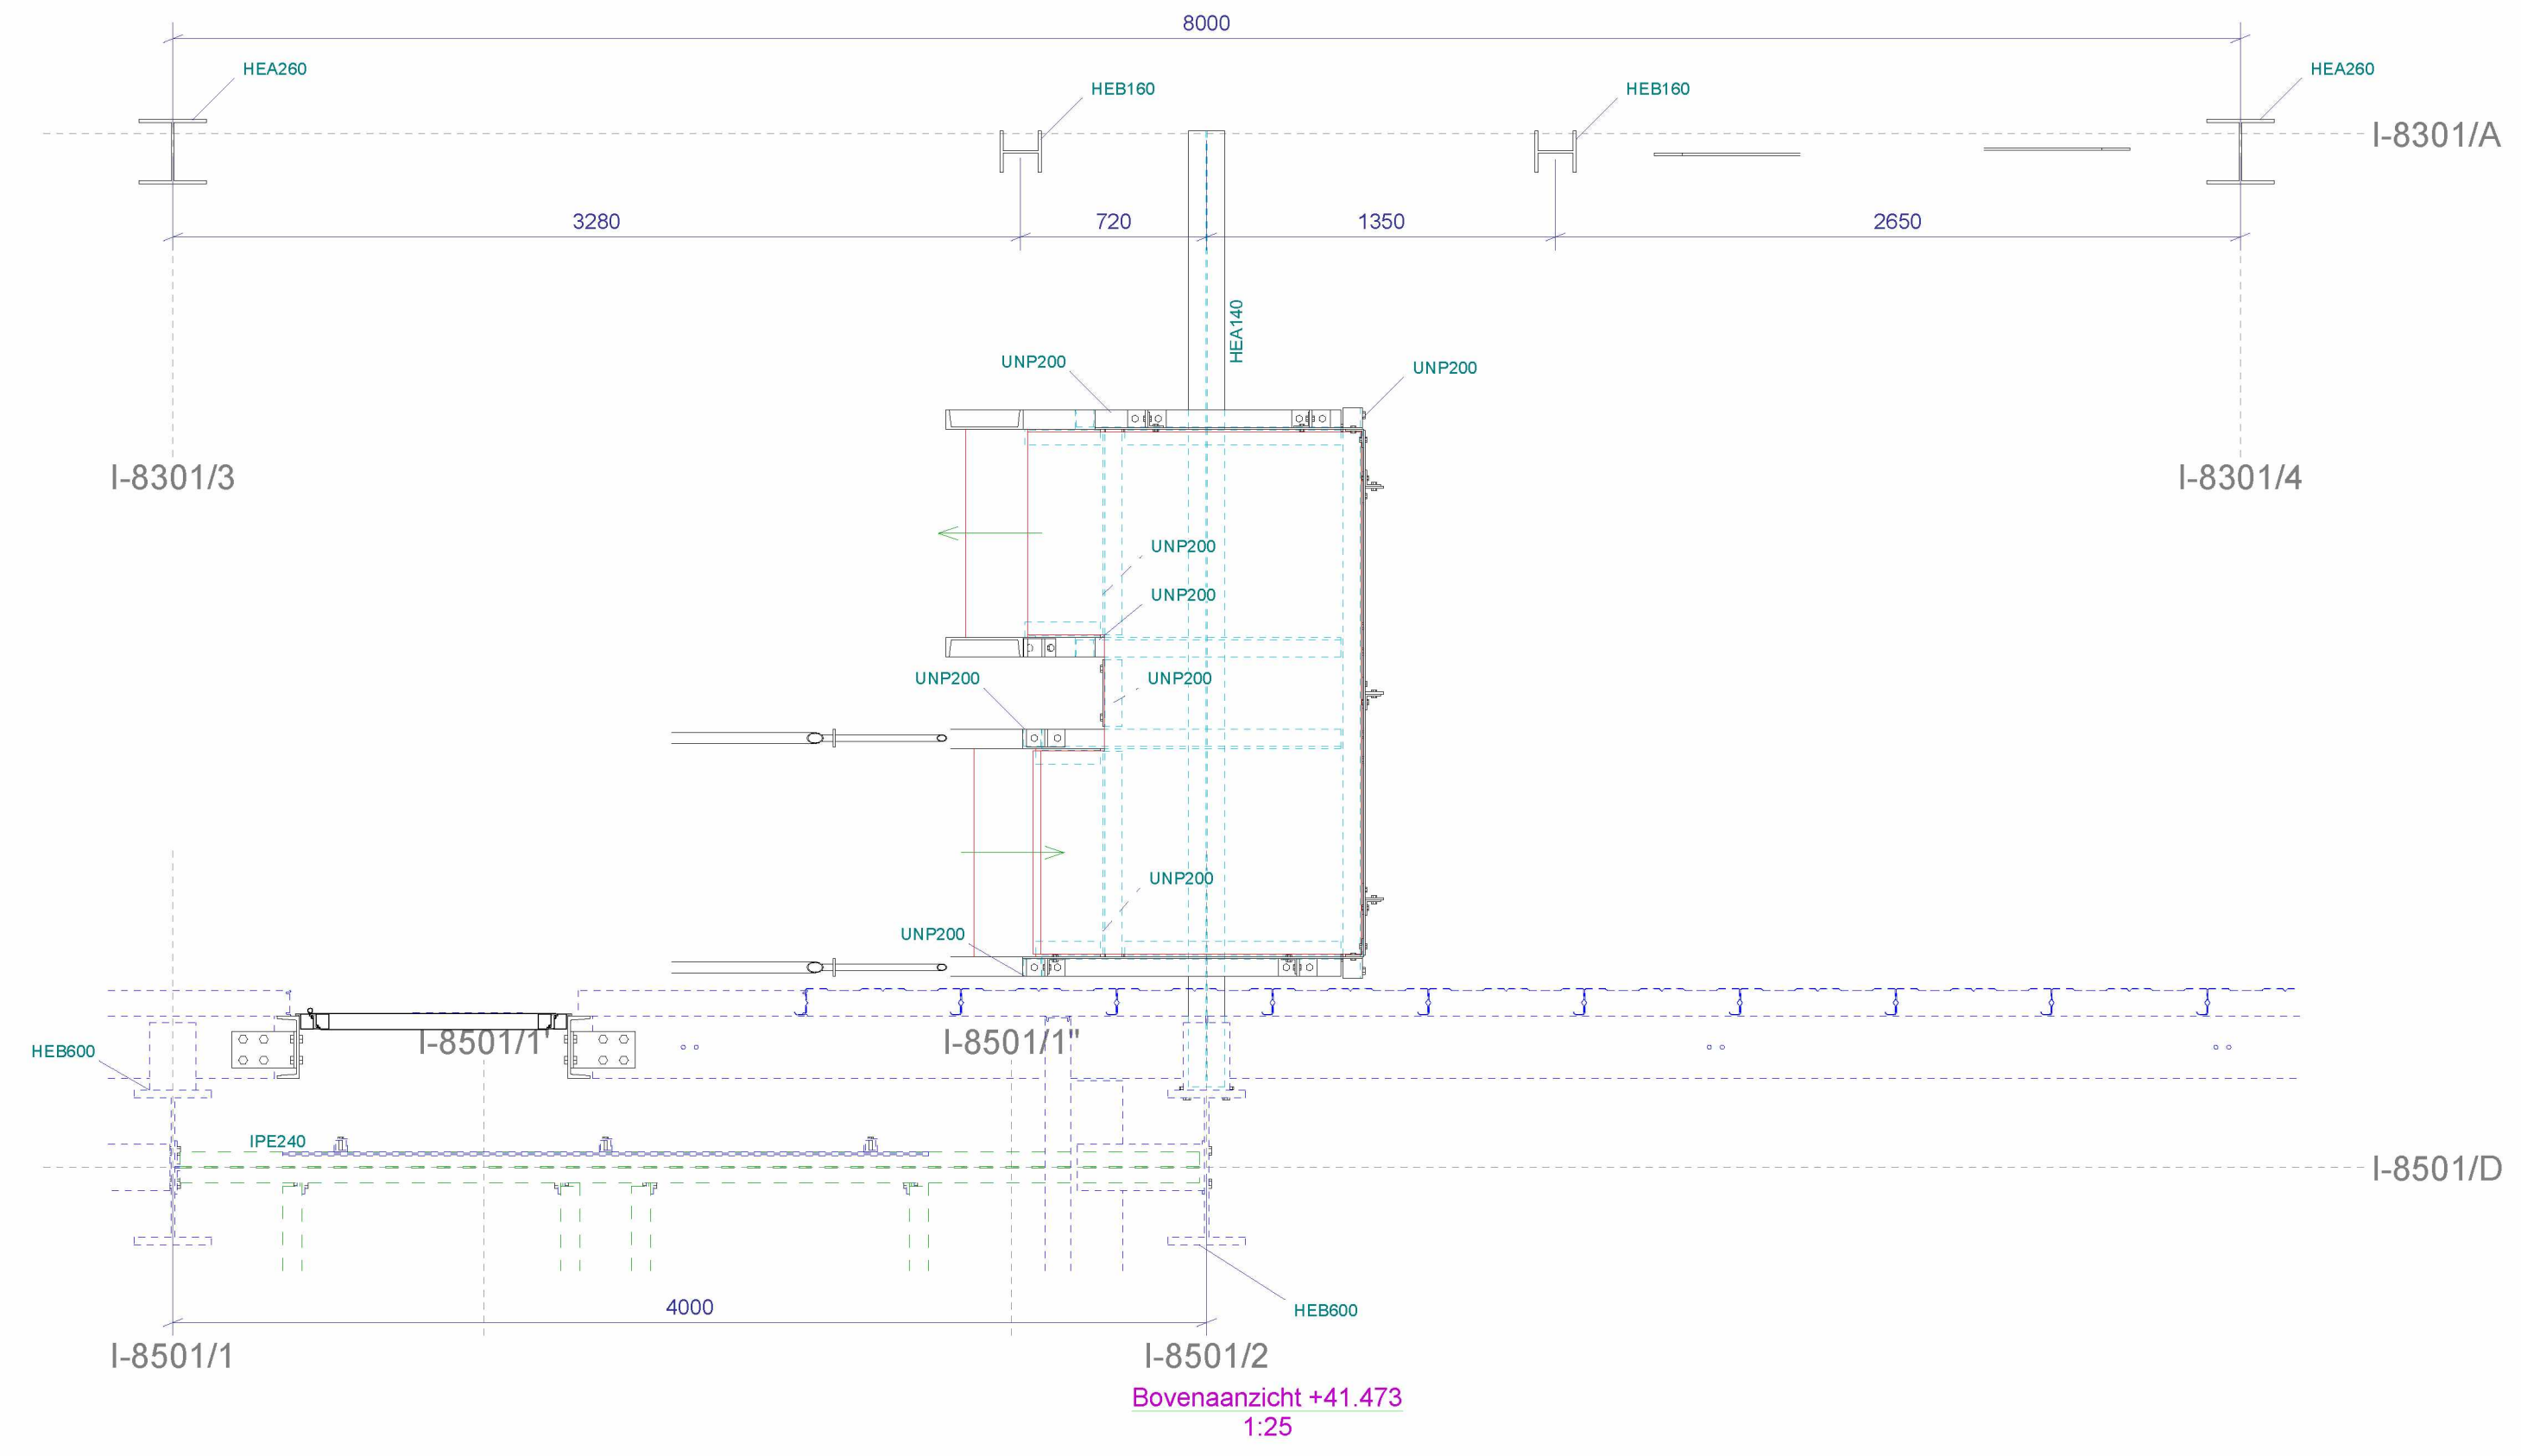 8000
HEA260
HEA260
HEB160
HEB160
I-8301/A
3280
720
1350
2650
HEA140
UNP200
UNP200
I-8301/3
I-8301/4
UNP200
UNP200
UNP200
UNP200
UNP200
UNP200
HEB600
I-8501/1'
I-8501/1"
IPE240
I-8501/D
4000
HEB600
I-8501/1
I-8501/2
Bovenaanzicht +41.473
1:25